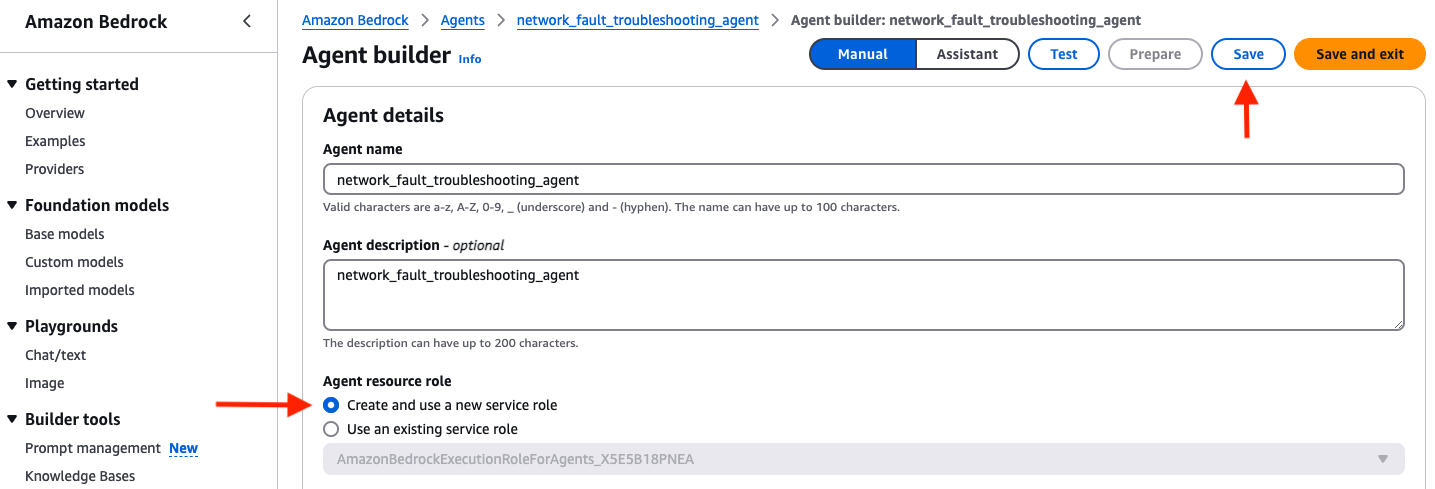 Amazon Bedrock
Getting started
Overview
Examples
Providers
Foundation models
Base models
Custom models
Imported models
Playgrounds
Chat/text
Image
Builder tools
Prompt management New
Knowledge Bases
Amazon Bedrock > Agents > network_fault_troubleshooting_agent > Agent builder: network_fault_troubleshooting_agent
Agent builder Info
Manual Assistant Test Prepare Save Save and exit
Agent details
Agent name
network_fault_troubleshooting_agent
Valid characters are a-z, A-Z, 0-9, _ (underscore) and - (hyphen). The name can have up to 100 characters.
Agent description - optional
network_fault_troubleshooting_agent
The description can have up to 200 characters.
Agent resource role
Create and use a new service role
Use an existing service role
AmazonBedrockExecutionRoleForAgents_X5E5B18PNEA